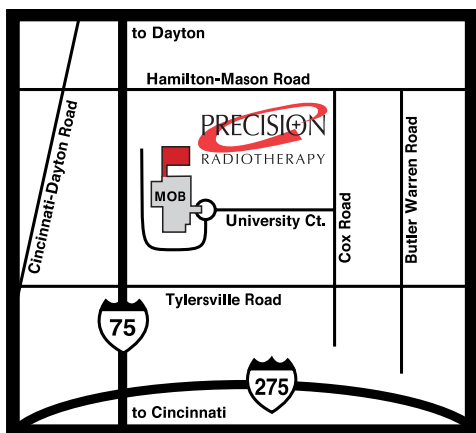 to Dayton
Hamilton-Mason Road
PRECISION
RADIOTHERAPY
MOB
University Ct.
Cincinnati-Dayton Road
Cox Road
Butler Warren Road
Tylersville Road
75
275
to Cincinnati